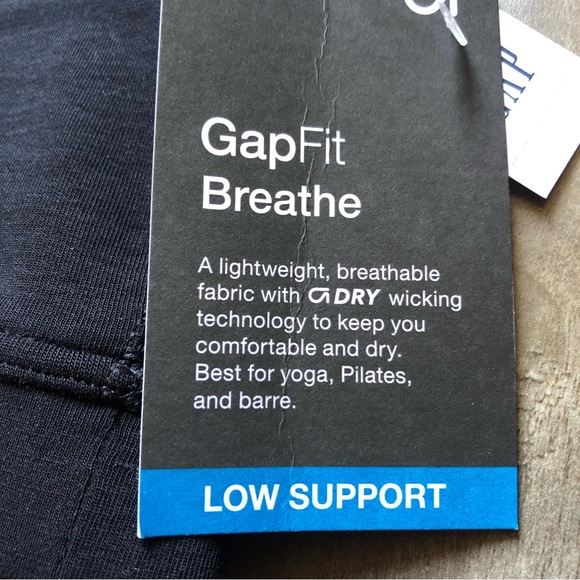 GapFit
Breathe
A lightweight, breathable
fabric with GDRY wicking
technology to keep you
comfortable and dry.
Best for yoga, Pilates,
and barre.
LOW SUPPORT